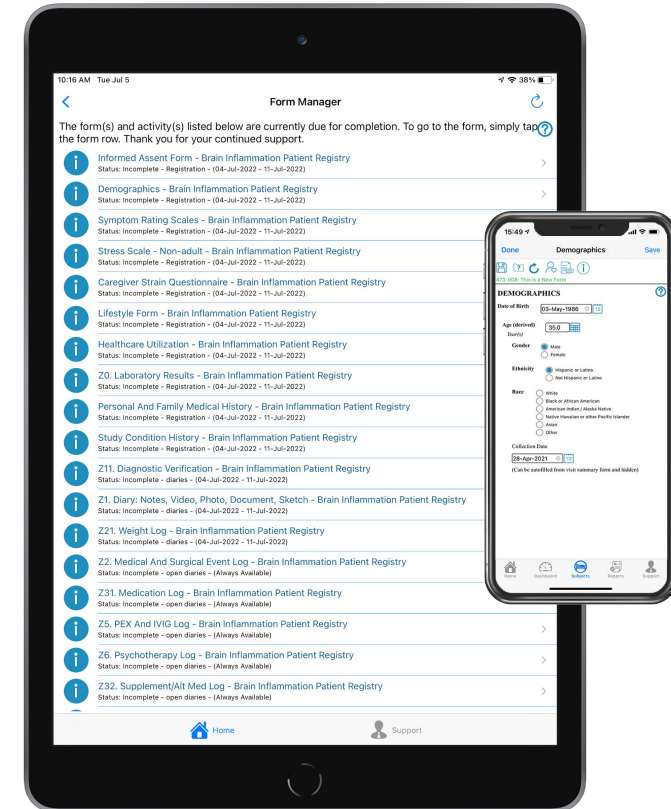 10:16 AM Tue Jul 5
38%
Form Manager
The form(s) and activity(s) listed below are currently due for completion. To go to the form, simply tap
the form row. Thank you for your continued support.
Informed Assent Form - Brain Inflammation Patient Registry
Status: Incomplete - Registration - (04-Jul-2022 - 11-Jul-2022)
Demographics - Brain Inflammation Patient Registry
Status: Incomplete - Registration - (04-Jul-2022 - 11-Jul-2022)
Symptom Rating Scales - Brain Inflammation Patient Registry
Status: Incomplete - Registration - (04-Jul-2022 - 11-Jul-2022)
Stress Scale - Non-adult - Brain Inflammation Patient Registry
Status: Incomplete - Registration - (04-Jul-2022 - 11-Jul-2022)
Caregiver Strain Questionnaire - Brain Inflammation Patient Registry
Status: Incomplete - Registration - (04-Jul-2022 - 11-Jul-2022)
Lifestyle Form - Brain Inflammation Patient Registry
Status: Incomplete - Registration - (04-Jul-2022 - 11-Jul-2022)
Healthcare Utilization - Brain Inflammation Patient Registry
Status: Incomplete - Registration - (04-Jul-2022 - 11-Jul-2022)
Z0. Laboratory Results - Brain Inflammation Patient Registry
Status: Incomplete - Registration - (04-Jul-2022 - 11-Jul-2022)
Personal And Family Medical History - Brain Inflammation Patient Registry
Status: Incomplete - Registration - (04-Jul-2022 - 11-Jul-2022)
Study Condition History - Brain Inflammation Patient Registry
Status: Incomplete - Registration - (04-Jul-2022 - 11-Jul-2022)
Z11. Diagnostic Verification - Brain Inflammation Patient Registry
Status: Incomplete - diaries - (04-Jul-2022 - 11-Jul-2022)
Z1. Diary: Notes, Video, Photo, Document, Sketch - Brain Inflammation Patient Registry
Status: Incomplete - diaries - (04-Jul-2022 - 11-Jul-2022)
Z21. Weight Log - Brain Inflammation Patient Registry
Status: Incomplete - diaries - (04-Jul-2022 - 11-Jul-2022)
Z2. Medical And Surgical Event Log - Brain Inflammation Patient Registry
Status: Incomplete - open diaries - (Always Available)
Z31. Medication Log - Brain Inflammation Patient Registry
Status: Incomplete - open diaries - (Always Available)
Z5. PEX And IVIG Log - Brain Inflammation Patient Registry
Status: Incomplete - open diaries - (Always Available)
Z6. Psychotherapy Log - Brain Inflammation Patient Registry
Status: Incomplete - open diaries - (Always Available)
Z32. Supplement/Alt Med Log - Brain Inflammation Patient Registry
Status: Incomplete - open diaries - (Always Available)
Home Support
15:49
Done Demographics Save
473-008: This is a New Form
DEMOGRAPHICS
Date of Birth 03-May-1986 12
Age (derived) 35.0
Year(s)
Gender Male
Female
Ethnicity Hispanic or Latino
Not Hispanic or Latino
Race White
Black or African American
American Indian / Alaska Native
Native Hawaiian or other Pacific Islander
Asian
Other
Collection Date
28-Apr-2021 12
(Can be autofilled from visit summary form and hidden)
Home Dashboard Subjects Reports Support